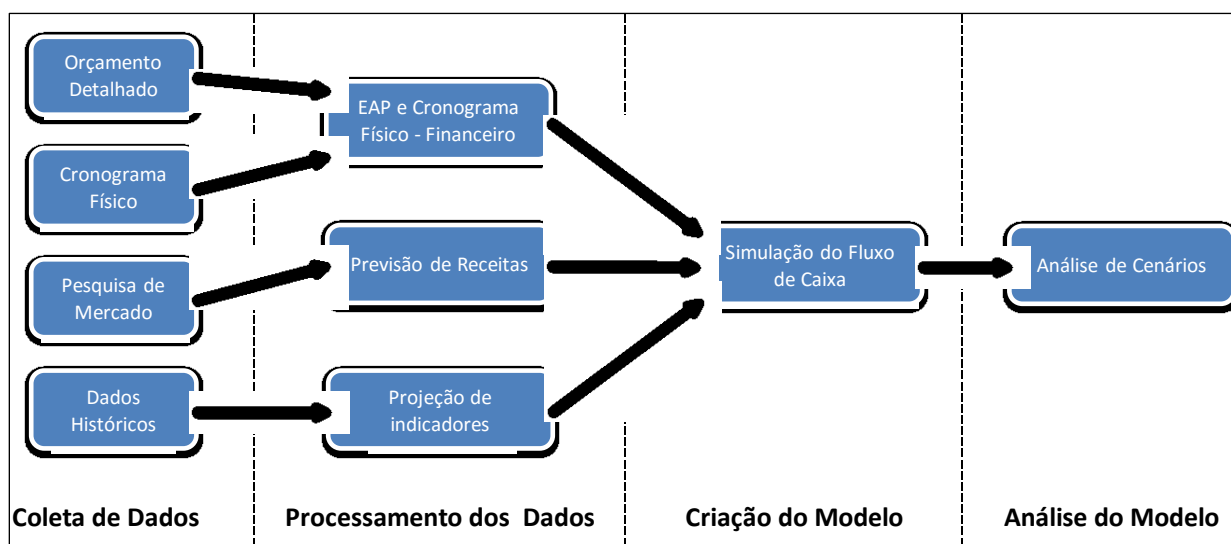 Orçamento
Detalhado
Cronograma
Físico
Pesquisa de
Mercado
Dados
Históricos
EAP e Cronograma
Físico - Financeiro
Previsão de Receitas
Projeção de
indicadores
Simulação do Fluxo
de Caixa
Análise de Cenários
Coleta de Dados
Processamento dos Dados
Criação do Modelo
Análise do Modelo